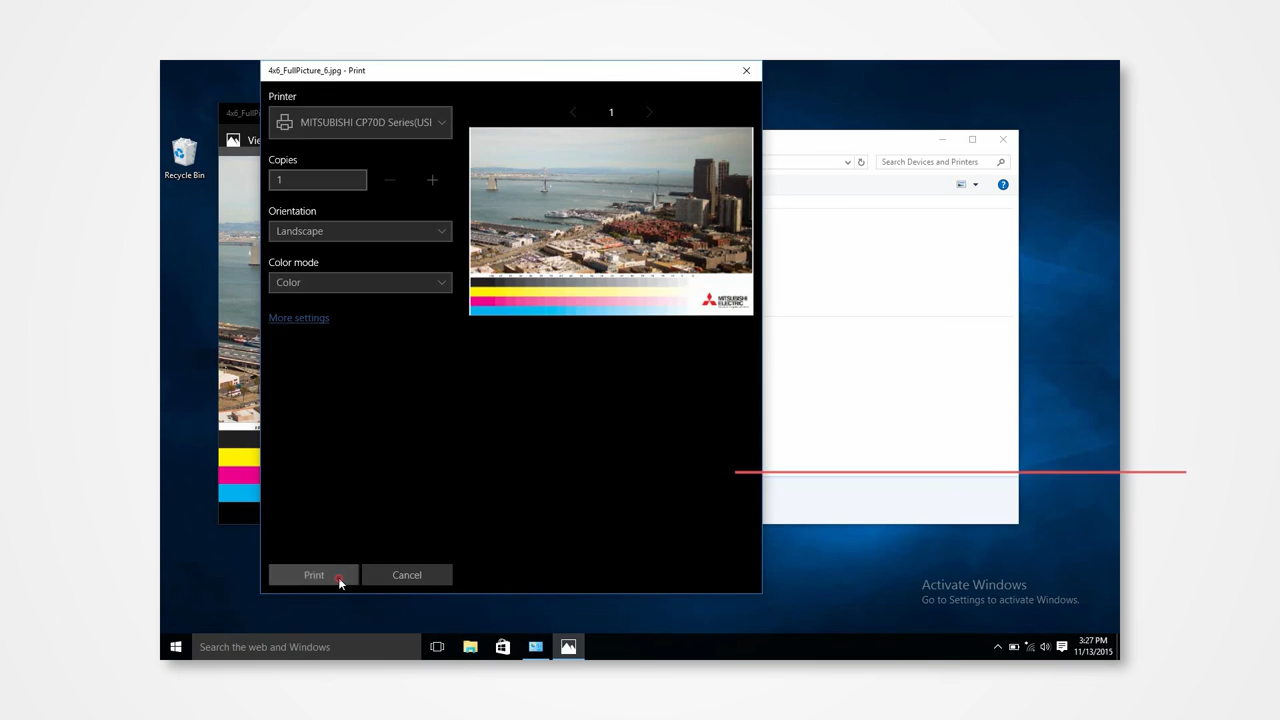 4x6_FullPicture_6.jpg - Print
Printer
MITSUBISHI CP70D Series(USI
Copies
1
Orientation
Landscape
Color mode
Color
More settings
1
MITSUBISHI
ELECTRIC
Print
Cancel
4x6_FullPi
Vie
Recycle Bin
Search Devices and Printers
Activate Windows
Go to Settings to activate Windows.
Search the web and Windows
3:27 PM
11/13/2015